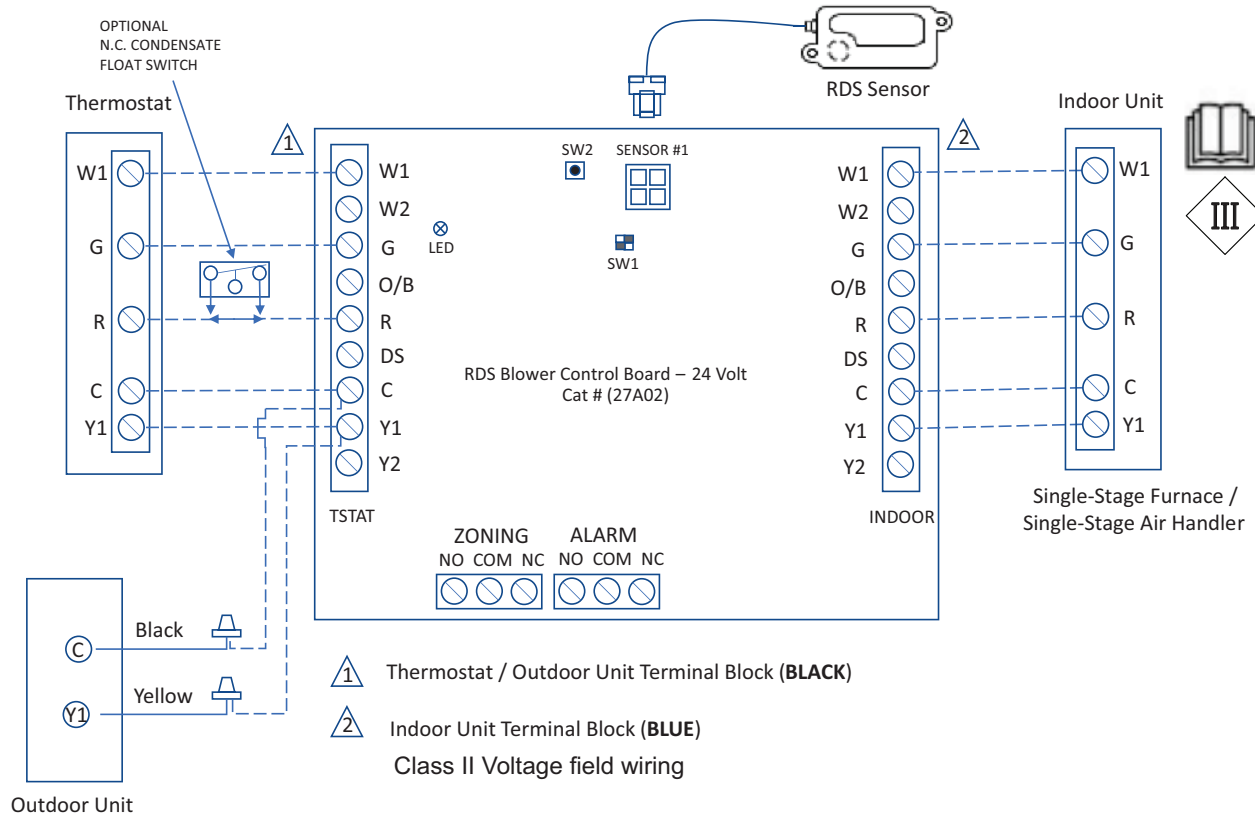 OPTIONAL
N.C. CONDENSATE
FLOAT SWITCH
Thermostat
W1
G
R
C
Y1
1
W1
W2
G
O/B
R
DS
C
Y1
Y2
TSTAT
LED
SW2
SENSOR #1
SW1
RDS Sensor
RDS Blower Control Board – 24 Volt
Cat # (27A02)
ZONING
NO COM NC
ALARM
NO COM NC
2
W1
W2
G
O/B
R
DS
C
Y1
Y2
INDOOR
Indoor Unit
W1
G
R
C
Y1
III
Single-Stage Furnace /
Single-Stage Air Handler
C
Black
Y1
Yellow
Outdoor Unit
1 Thermostat / Outdoor Unit Terminal Block (BLACK)
2 Indoor Unit Terminal Block (BLUE)
Class II Voltage field wiring